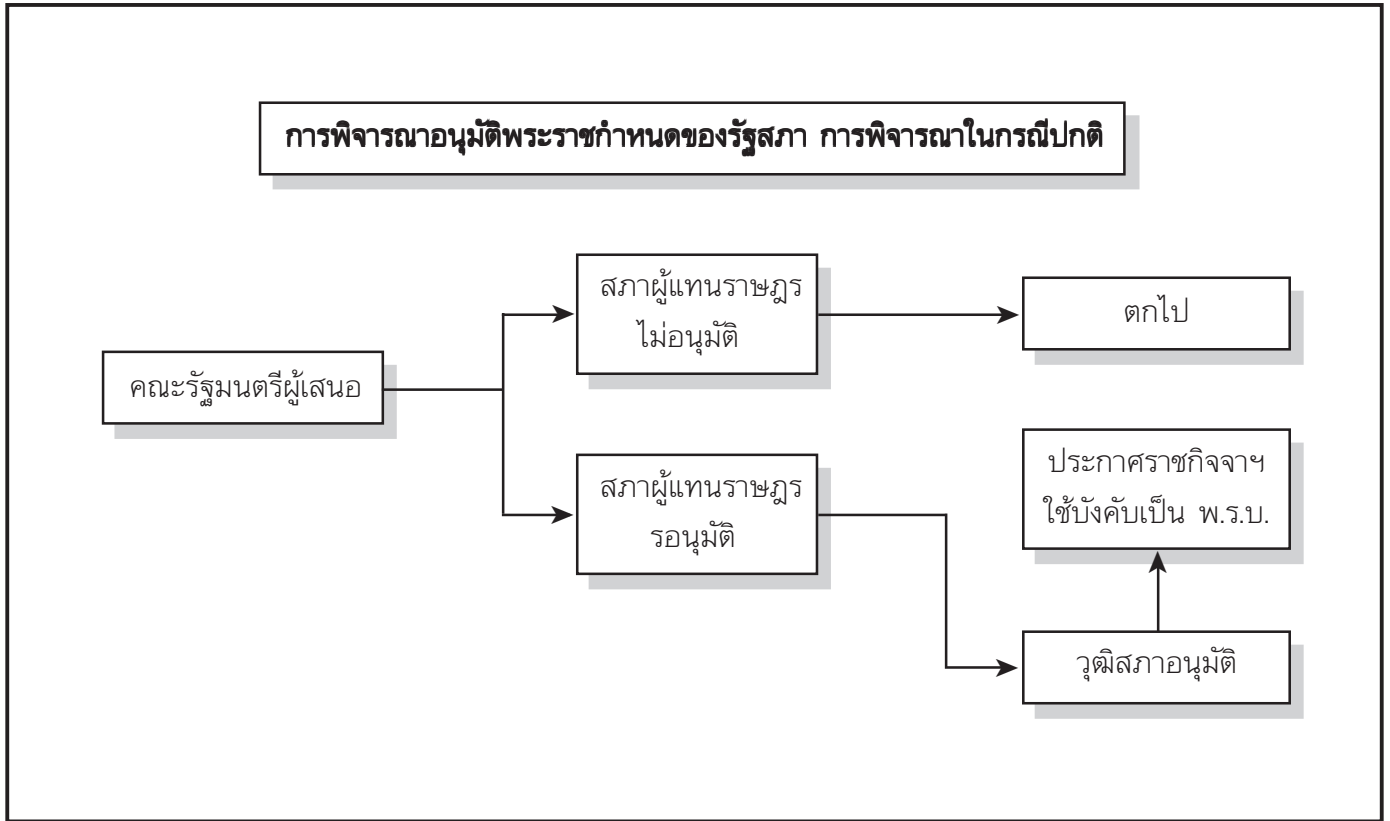 การพิจารณาอนุมัติพระราชกำหนดของรัฐสภา การพิจารณาในกรณีปกติ
สภาผู้แทนราษฎร
ไม่อนุมัติ
ตกไป
คณะรัฐมนตรีผู้เสนอ
สภาผู้แทนราษฎร
รอนุมัติ
ประกาศราชกิจจาฯ
ใช้บังคับเป็น พ.ร.บ.
วุฒิสภาอนุมัติ